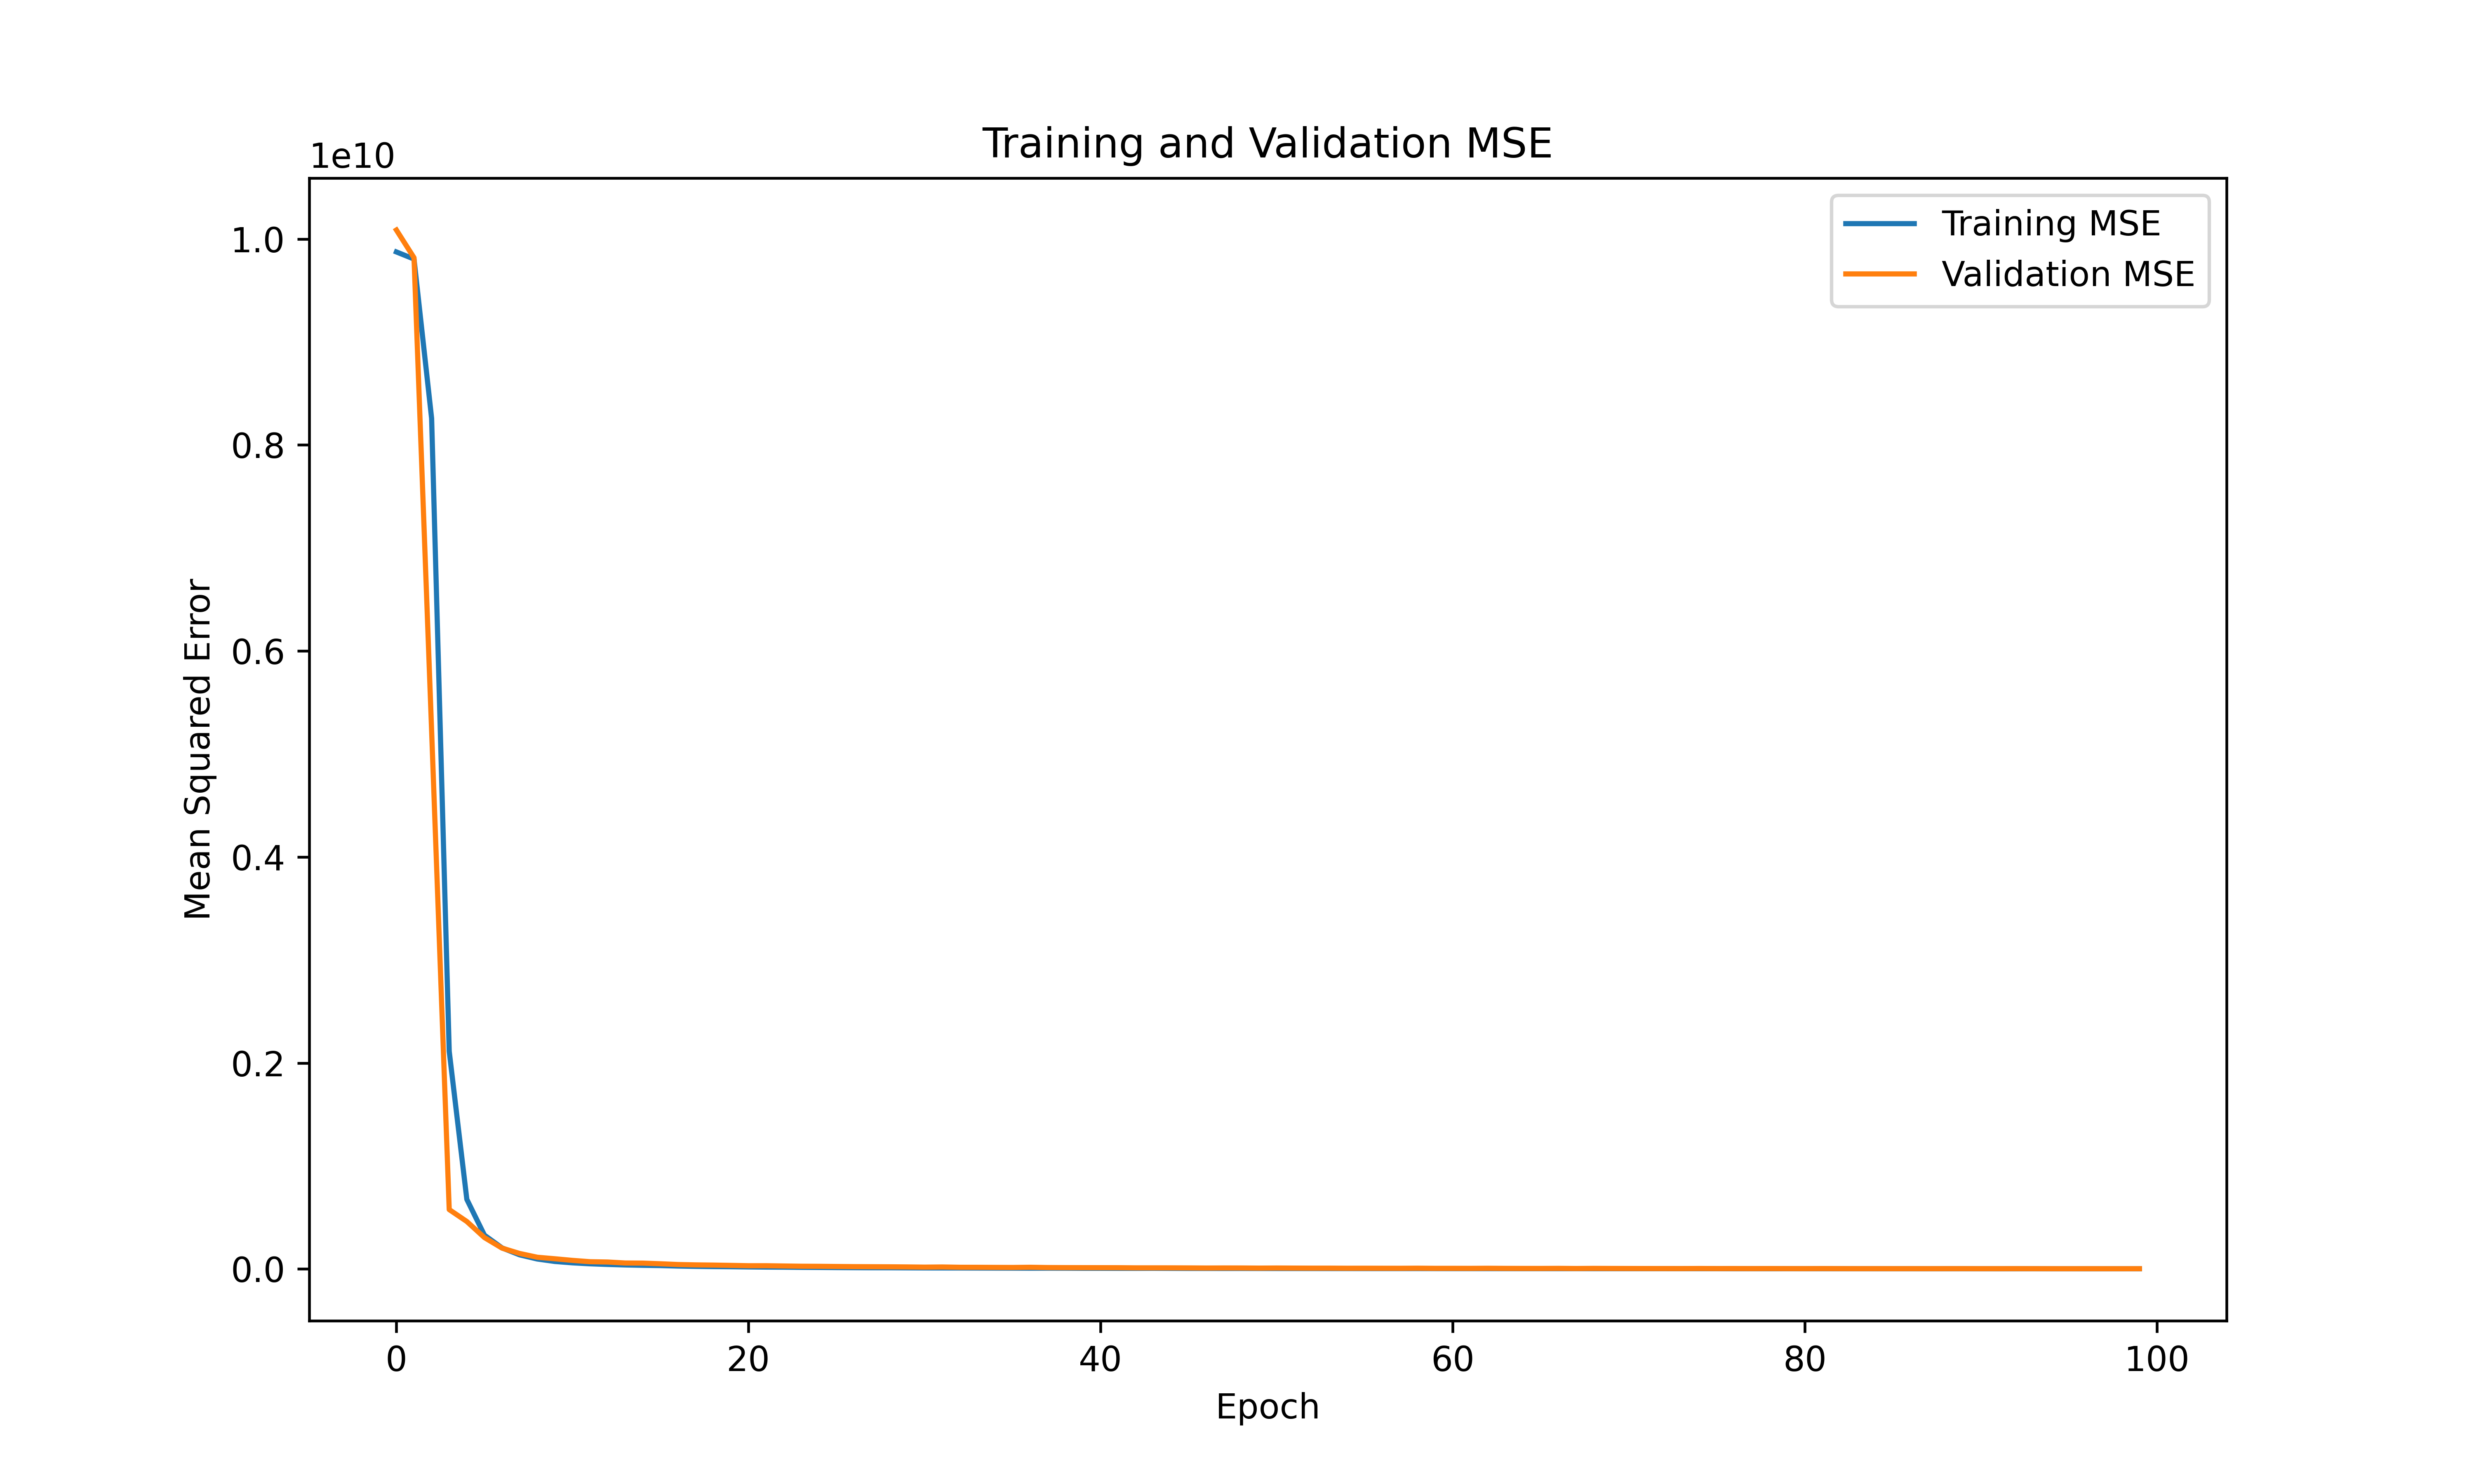 Training and Validation MSE
1e10
Training MSE
Validation MSE
1.0
0.8
0.6
0.4
0.2
0.0
Mean Squared Error
0 20 40 60 80 100
Epoch